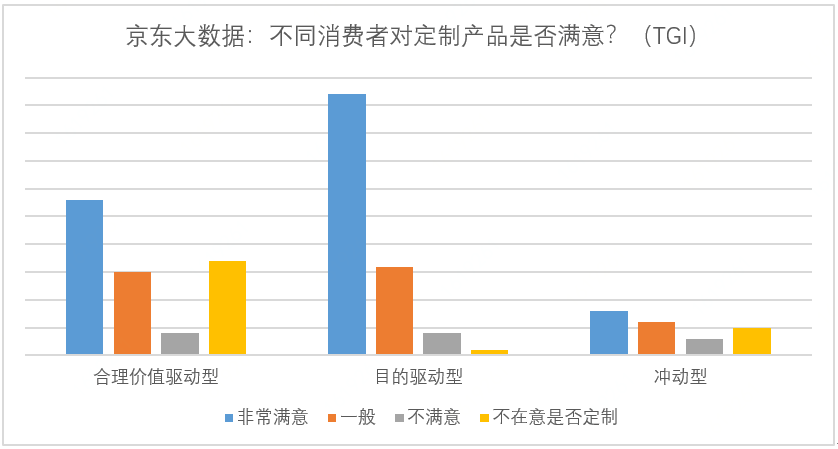 京东大数据：不同消费者对定制产品是否满意？（TGI）
合理价值驱动型 目的驱动型 冲动型
非常满意 一般 不满意 不在意是否定制